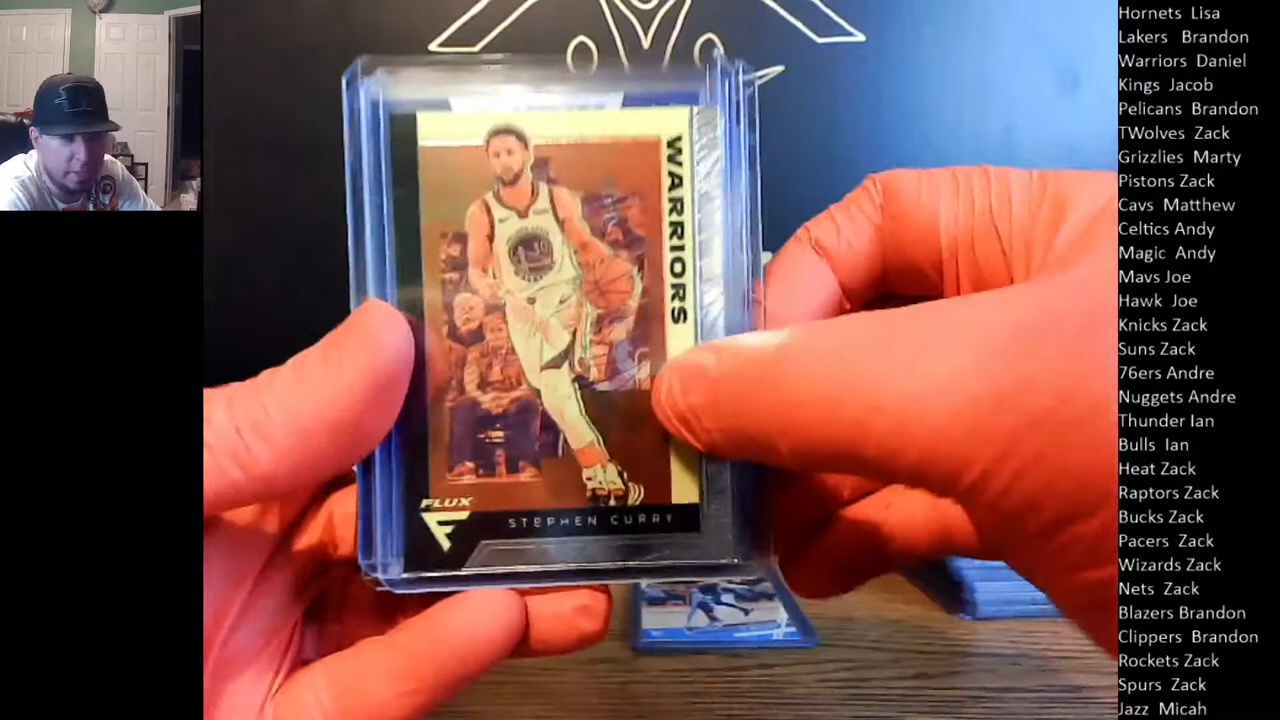 WARRIORS
FLUX
STEPHEN CURRY
Hornets Lisa
Lakers Brandon
Warriors Daniel
Kings Jacob
Pelicans Brandon
TWolves Zack
Grizzlies Marty
Pistons Zack
Cavs Matthew
Celtics Andy
Magic Andy
Mavs Joe
Hawk Joe
Knicks Zack
Suns Zack
76ers Andre
Nuggets Andre
Thunder Ian
Bulls Ian
Heat Zack
Raptors Zack
Bucks Zack
Pacers Zack
Wizards Zack
Nets Zack
Blazers Brandon
Clippers Brandon
Rockets Zack
Spurs Zack
Jazz Micah